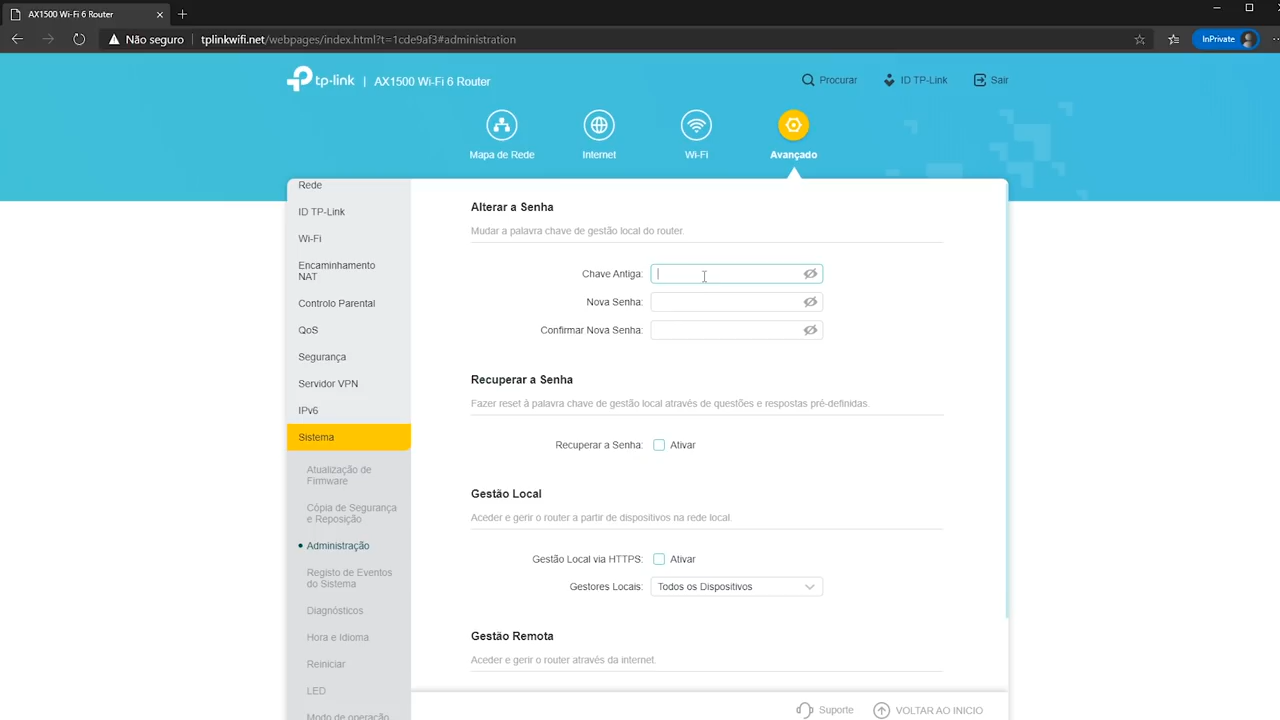 AX1500 Wi-Fi 6 Router
Não seguro
tplinkwifi.net/webpages/index.html?t=1cde9af3#administration
InPrivate
tp-link | AX1500 Wi-Fi 6 Router
Procurar
ID TP-Link
Sair
Mapa de Rede
Internet
Wi-Fi
Avançado
Rede
ID TP-Link
Wi-Fi
Encaminhamento
NAT
Controlo Parental
QoS
Segurança
Servidor VPN
IPv6
Sistema
Atualização de
Firmware
Cópia de Segurança
e Reposição
Administração
Registo de Eventos
do Sistema
Diagnósticos
Hora e Idioma
Reiniciar
LED
Modo de operação
Alterar a Senha
Mudar a palavra chave de gestão local do router.
Chave Antiga:
Nova Senha:
Confirmar Nova Senha:
Recuperar a Senha
Fazer reset à palavra chave de gestão local através de questões e respostas pré-definidas.
Recuperar a Senha: Ativar
Gestão Local
Aceder e gerir o router a partir de dispositivos na rede local.
Gestão Local via HTTPS: Ativar
Gestores Locais: Todos os Dispositivos
Gestão Remota
Aceder e gerir o router através da internet.
Suporte
VOLTAR AO INICIO